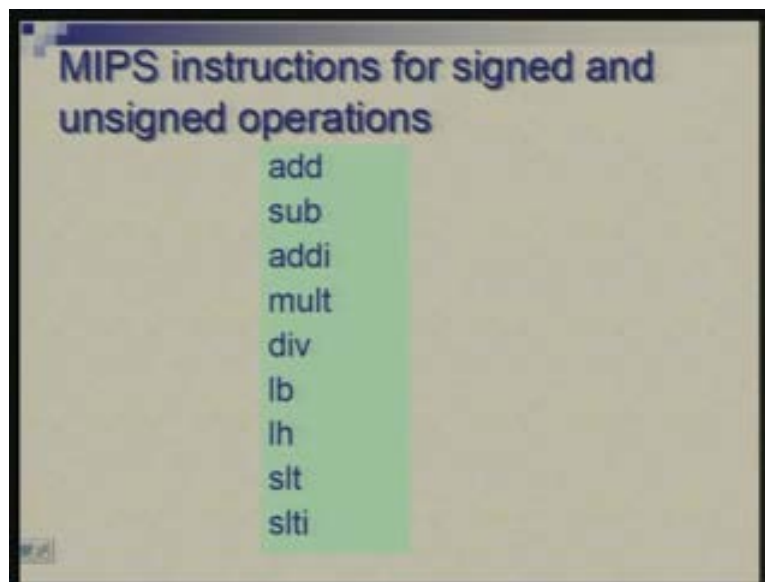 MIPS instructions for signed and
unsigned operations
add
sub
addi
mult
div
lb
lh
slt
slti